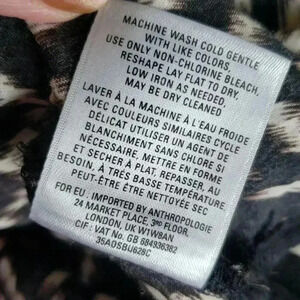 MACHINE WASH COLD GENTLE
WITH LIKE COLORS
USE ONLY NON-CHLORINE BLEACH,
RESHAPE LAY FLAT TO DRY.
LOW IRON AS NEEDED.
MAY BE DRY CLEANED
LAVER À LA MACHINE À L'EAU FROIDE
AVEC COULEURS SIMILAIRES CYCLE
DÉLICAT UTILISER UN AGENT DE
BLANCHIMENT SANS CHLORE SI
NÉCESSAIRE, METTRE EN FORME
ET SECHER À PLAT, REPASSER, AU
BESOIN, À TRÈS BASSE TEMPÉRATURE
PEUT-ÊTRE ÊTRE NETTOYÉE SEC
FOR EU : IMPORTED BY ANTHROPOLOGIE
24 MARKET PLACE, 3RD FLOOR,
LONDON, UK W1W8AN
CIF : VAT No. GB 684936382
35AOSBIJ628C